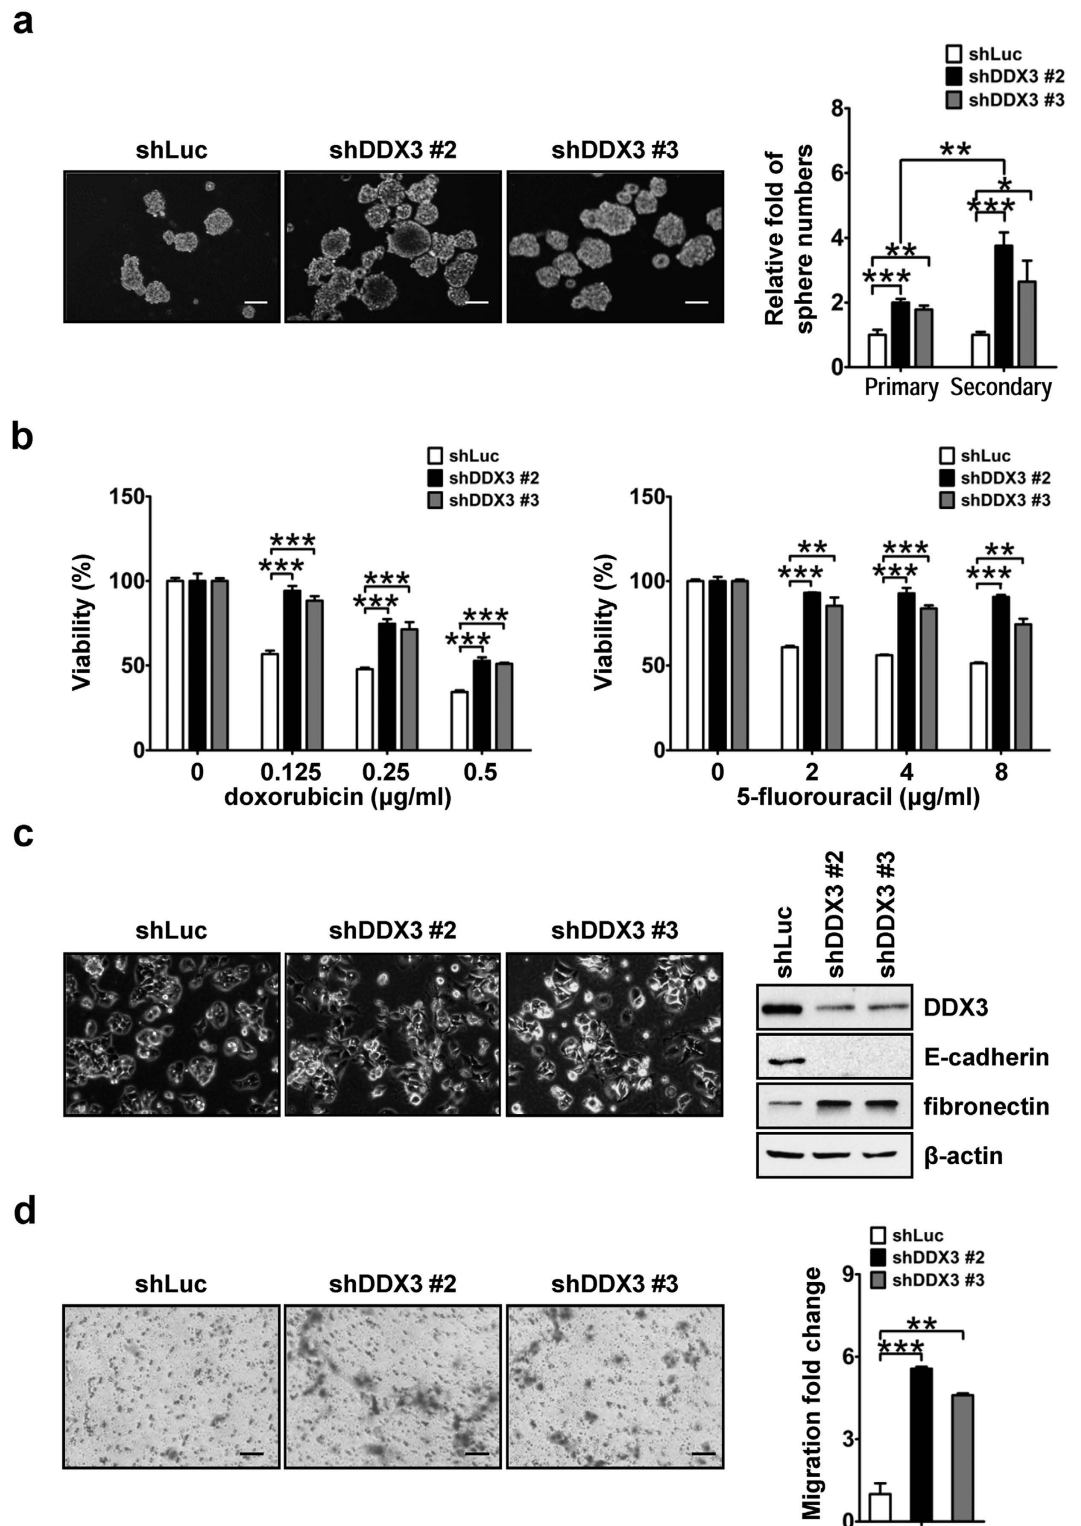 a
shLuc
shDDX3 #2
shDDX3 #3
shLuc shDDX3 #2 shDDX3 #3
Relative fold of
sphere numbers
8
6
4
2
0
**
*
***
**
***
Primary Secondary
b
shLuc
shDDX3 #2
shDDX3 #3
Viability (%)
150
100
50
0
***
***
***
***
***
***
0 0.125 0.25 0.5
doxorubicin (µg/ml)
shLuc
shDDX3 #2
shDDX3 #3
Viability (%)
150
100
50
0
** *** **
*** *** ***
0 2 4 8
5-fluorouracil (µg/ml)
c
shLuc shDDX3 #2 shDDX3 #3
shLuc
shDDX3 #2
shDDX3 #3
DDX3
E-cadherin
fibronectin
β-actin
d
shLuc shDDX3 #2 shDDX3 #3
shLuc
shDDX3 #2
shDDX3 #3
Migration fold change
9
6
3
0
**
***